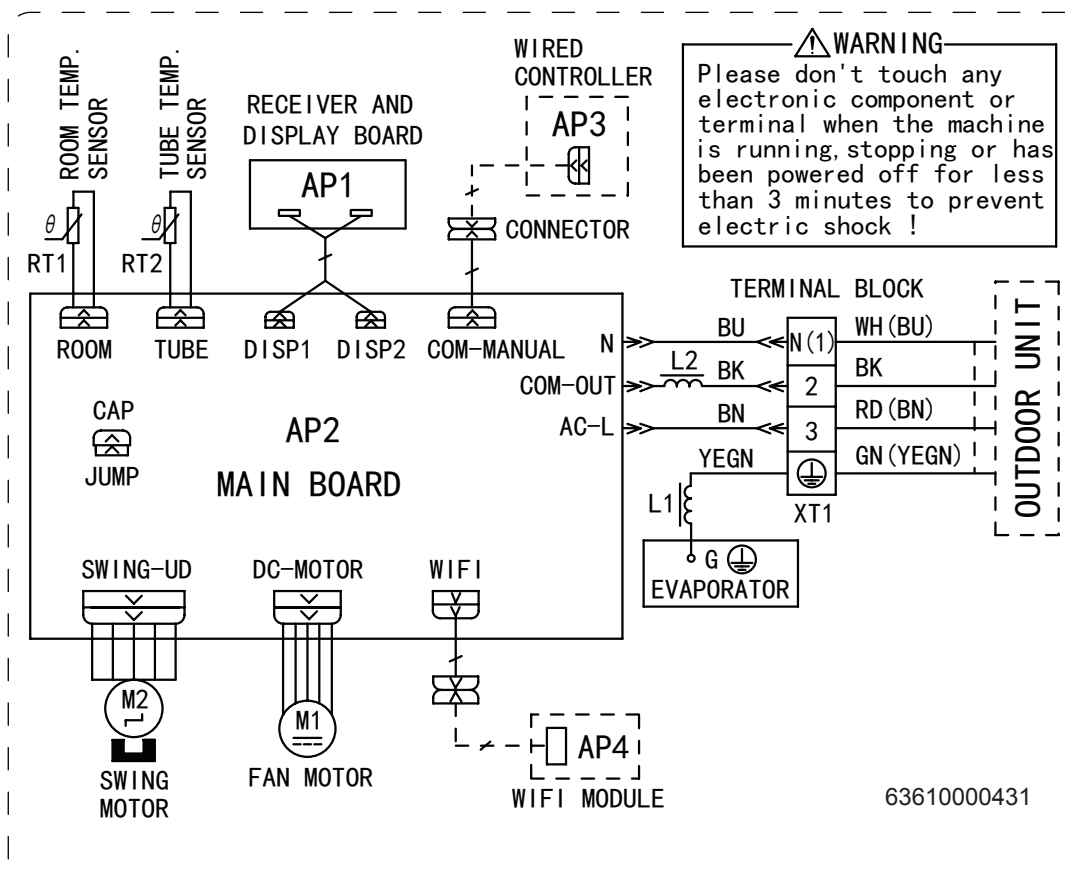 ROOM TEMP.
SENSOR
TUBE TEMP.
SENSOR
RECEIVER AND
DISPLAY BOARD
WIRED
CONTROLLER
WARNING
Please don't touch any
electronic component or
terminal when the machine
is running,stopping or has
been powered off for less
than 3 minutes to prevent
electric shock !
AP1
AP3
θ
θ
RT1
RT2
CONNECTOR
TERMINAL BLOCK
ROOM
TUBE
DISP1
DISP2
COM-MANUAL
N
BU
N(1)
WH(BU)
COM-OUT
L2
BK
2
BK
AC-L
BN
3
RD(BN)
YEGN
GN(YEGN)
XT1
OUTDOOR UNIT
CAP
JUMP
AP2
MAIN BOARD
L1
G
EVAPORATOR
SWING-UD
DC-MOTOR
WIFI
M2
M1
SWING
MOTOR
FAN MOTOR
AP4
WIFI MODULE
63610000431